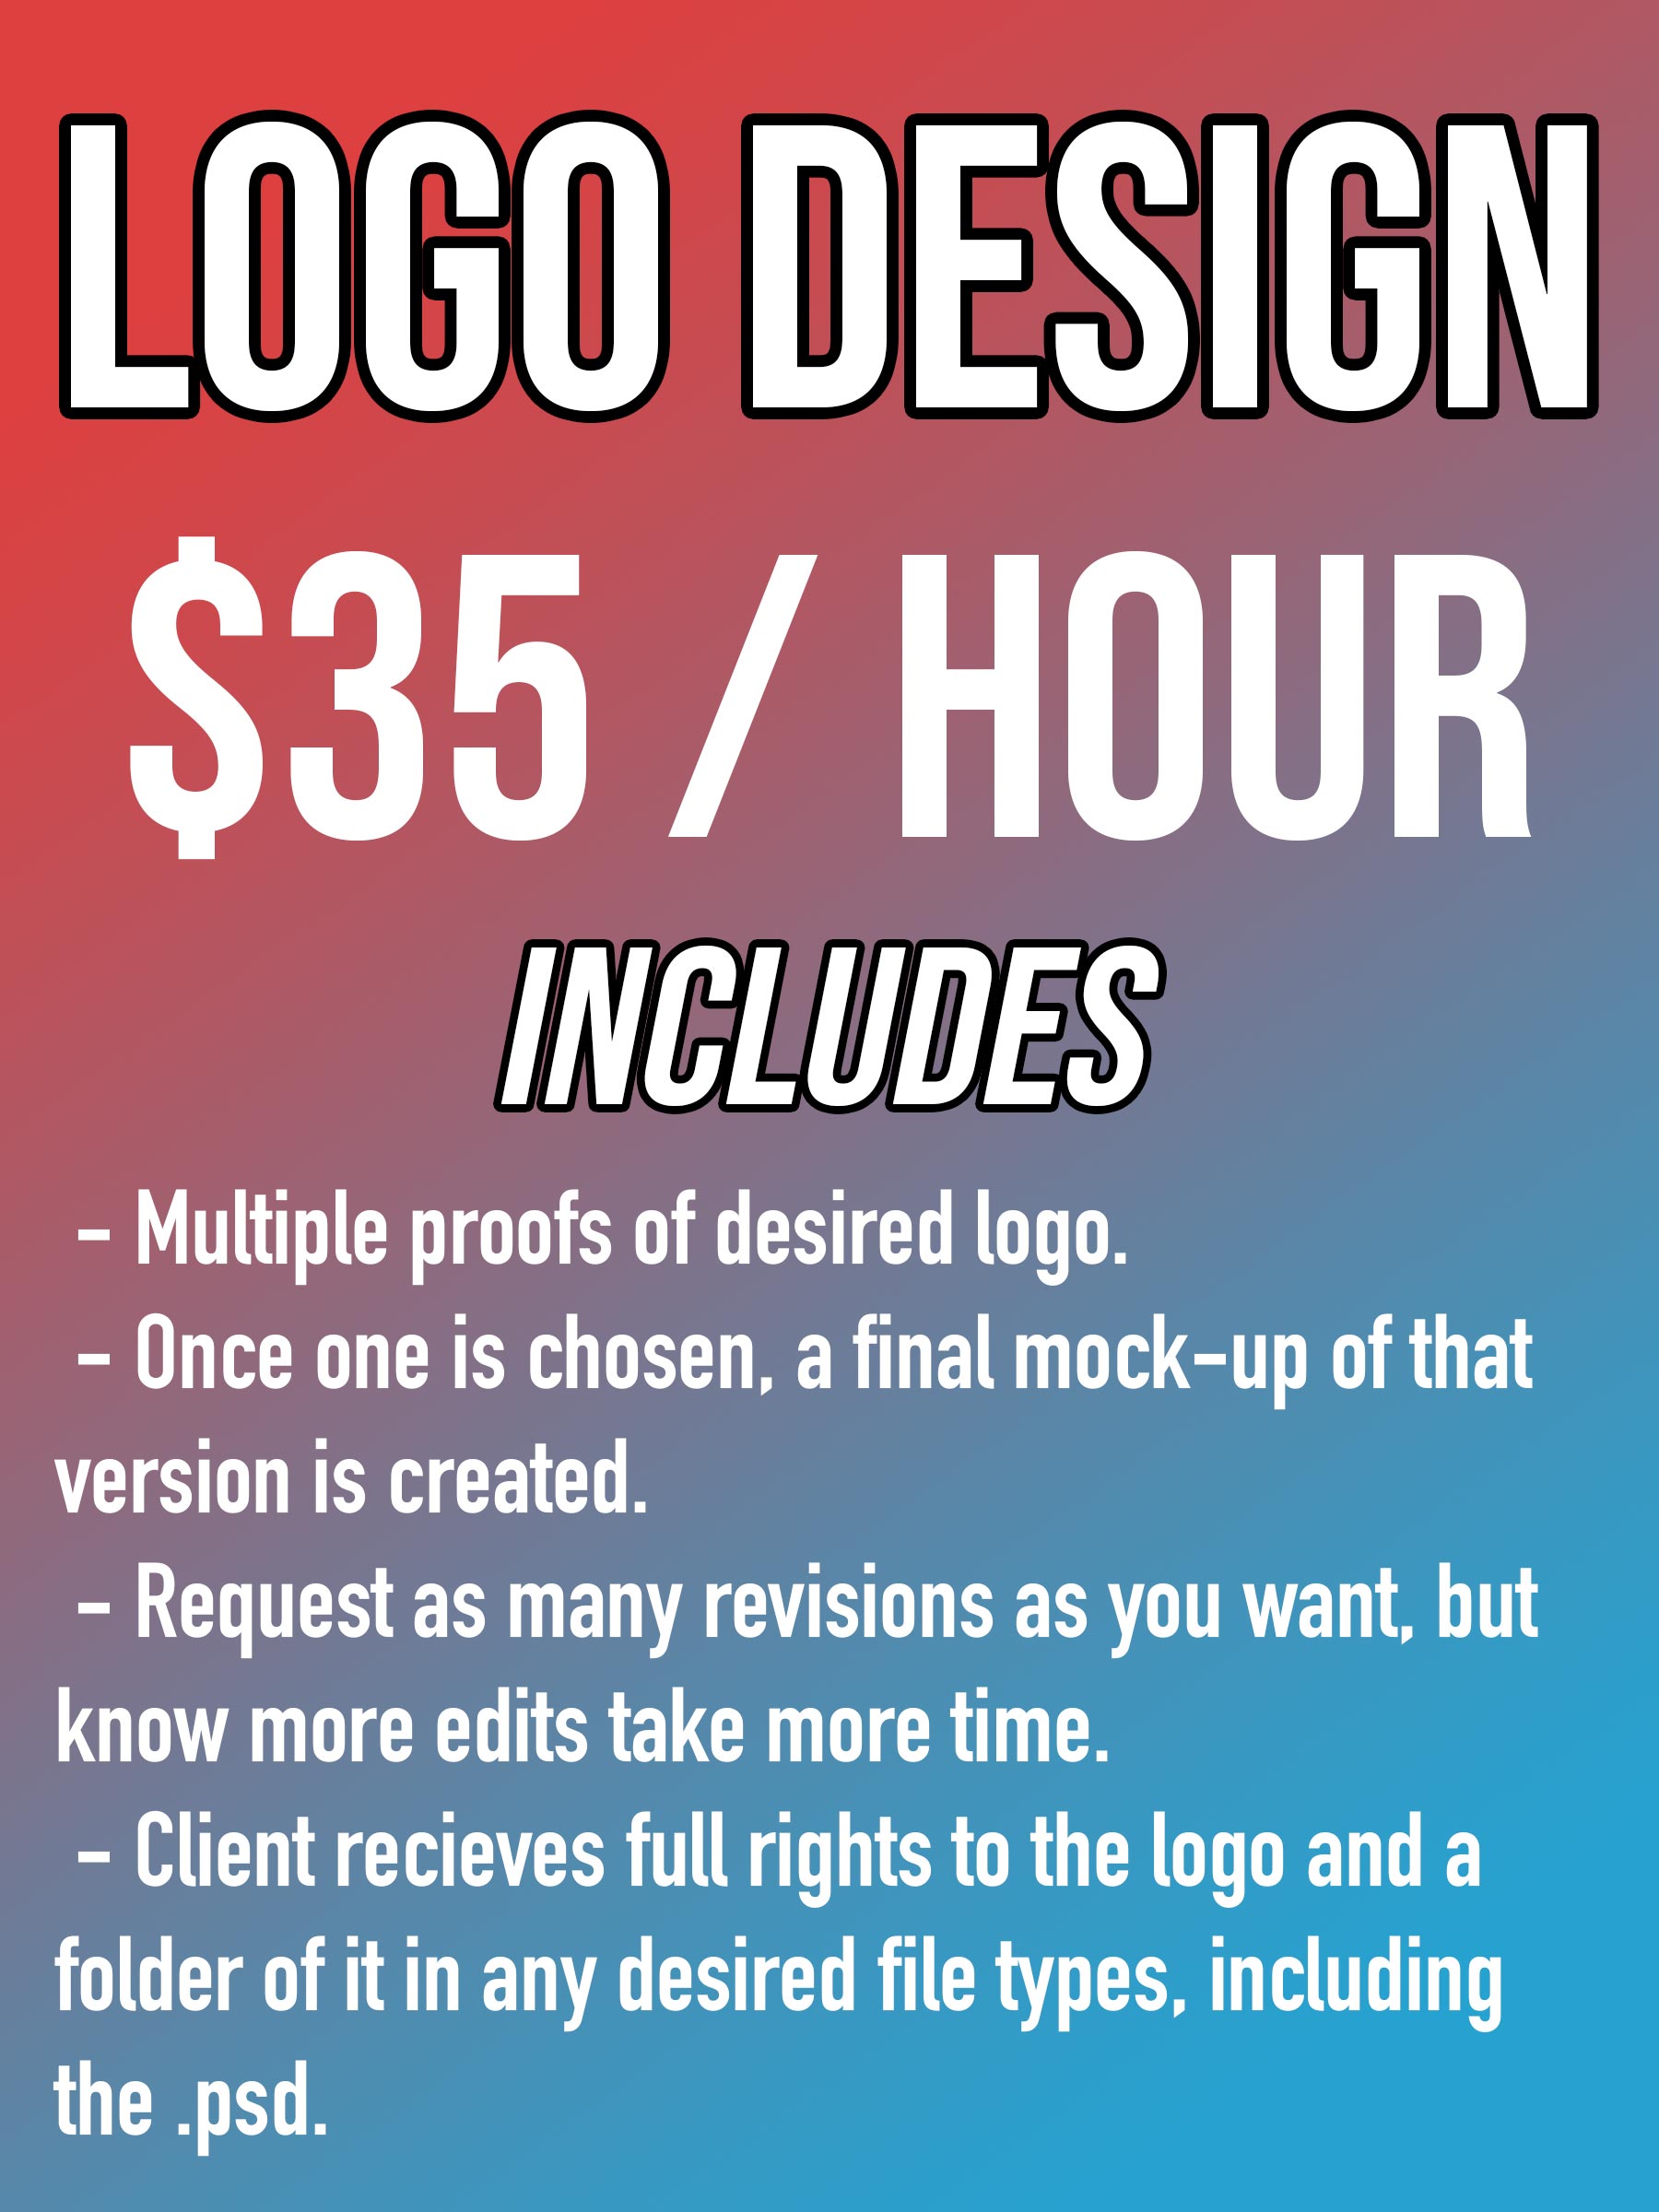 LOGO DESIGN
$35 / HOUR
INCLUDES
- Multiple proofs of desired logo.
- Once one is chosen, a final mock-up of that
version is created.
- Request as many revisions as you want, but
know more edits take more time.
- Client recieves full rights to the logo and a
folder of it in any desired file types, including
the .psd.